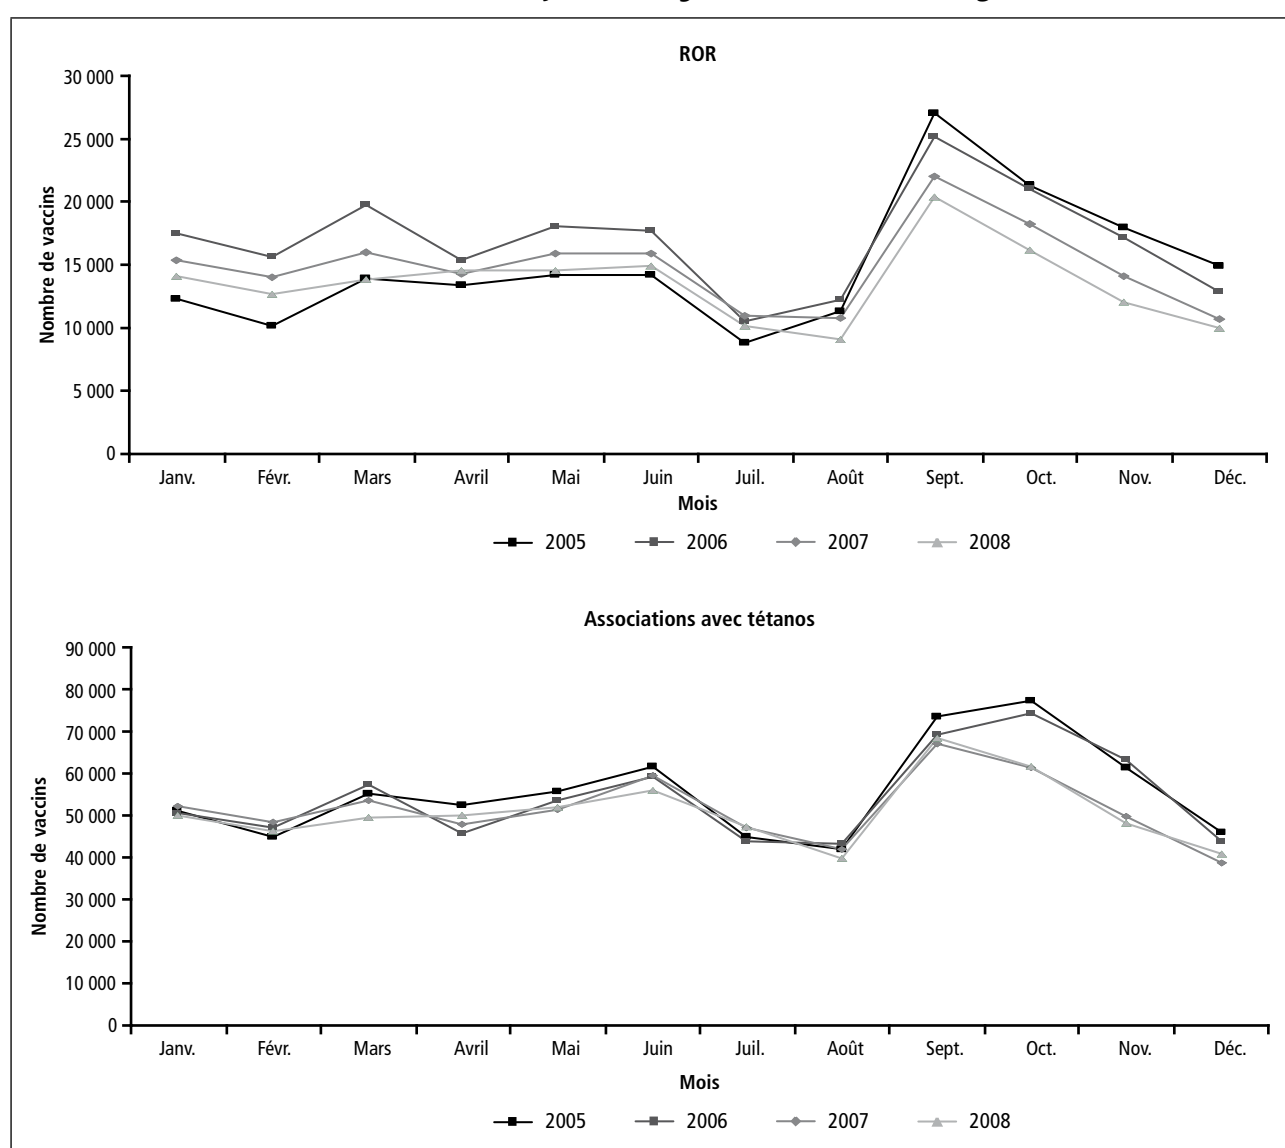 ROR
30 000
25 000
20 000
15 000
10 000
5 000
0
Nombre de vaccins
Janv. Févr. Mars Avril Mai Juin Juil. Août Sept. Oct. Nov. Déc.
Mois
2005 2006 2007 2008
Associations avec tétanos
90 000
80 000
70 000
60 000
50 000
40 000
30 000
20 000
10 000
0
Nombre de vaccins
Janv. Févr. Mars Avril Mai Juin Juil. Août Sept. Oct. Nov. Déc.
Mois
2005 2006 2007 2008